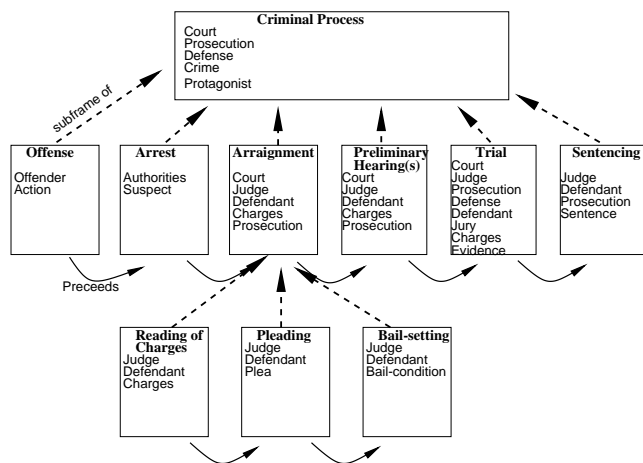 Criminal Process
Court
Prosecution
Defense
Crime
Protagonist
subframe of
Offense
Offender
Action
Arrest
Authorities
Suspect
Arraignment
Court
Judge
Defendant
Charges
Prosecution
Preliminary
Hearing(s)
Court
Judge
Defendant
Charges
Prosecution
Trial
Court
Judge
Prosecution
Defense
Defendant
Jury
Charges
Evidence
Sentencing
Judge
Defendant
Prosecution
Sentence
Preceeds
Reading of
Charges
Judge
Defendant
Charges
Pleading
Judge
Defendant
Plea
Bail-setting
Judge
Defendant
Bail-condition